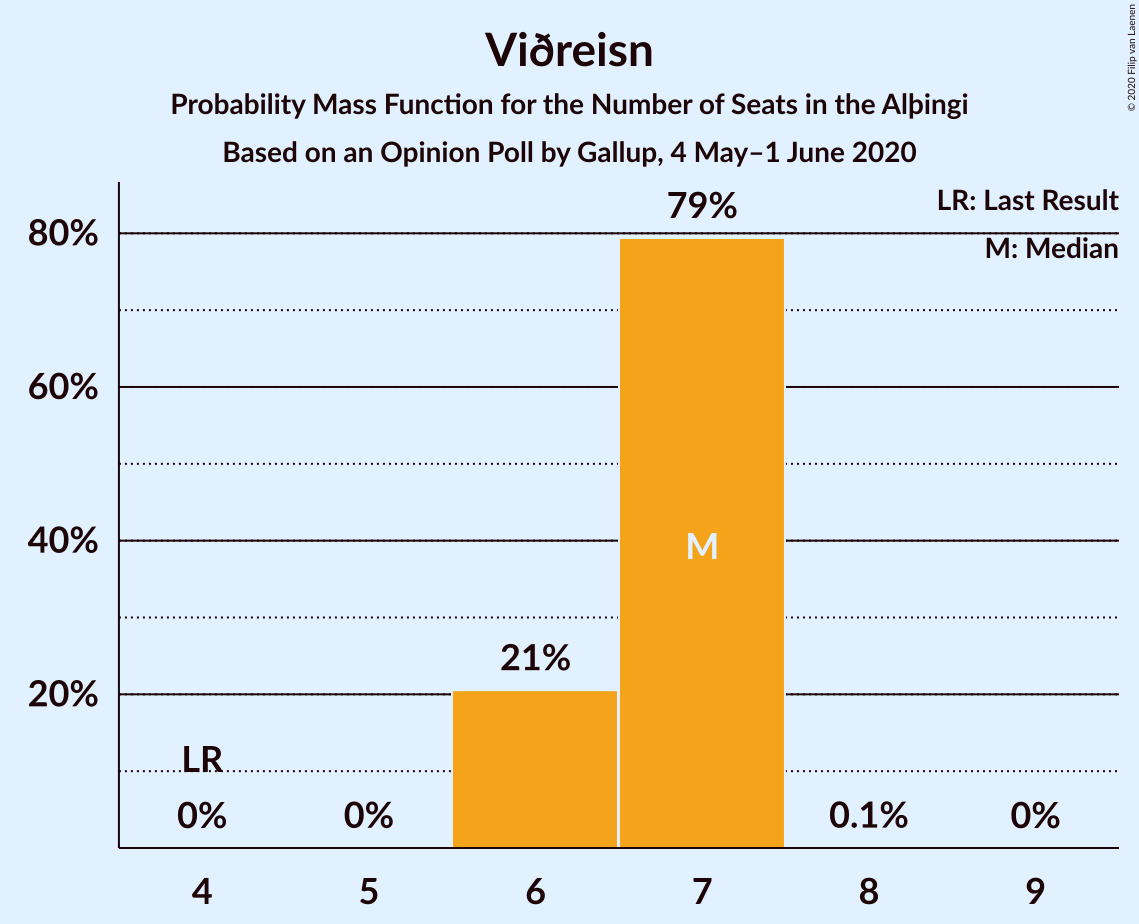 Viðreisn
Probability Mass Function for the Number of Seats in the Alþingi
Based on an Opinion Poll by Gallup, 4 May–1 June 2020
© 2020 Filip van Laenen
LR: Last Result
M: Median
80%
60%
40%
20%
79%
M
21%
LR
0%
0%
0.1%
0%
4
5
6
7
8
9